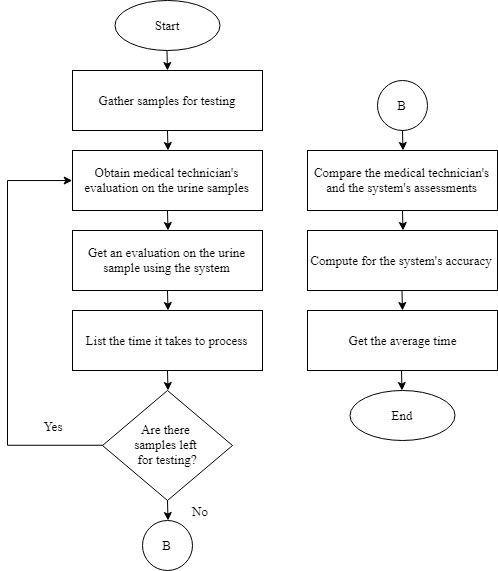 Start
Gather samples for testing
Obtain medical technician's
evaluation on the urine samples
Get an evaluation on the urine
sample using the system
List the time it takes to process
Are there
samples left
for testing?
Yes
No
B
B
Compare the medical technician's
and the system's assessments
Compute for the system's accuracy
Get the average time
End